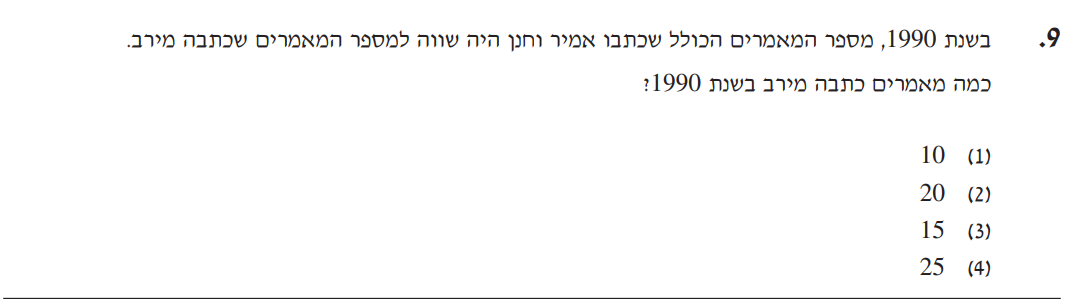 9. בשנת 1990, מספר המאמרים הכולל שכתבו אמיר וחנן היה שווה למספר המאמרים שכתבה מירב.
כמה מאמרים כתבה מירב בשנת 1990?
(1) 10
(2) 20
(3) 15
(4) 25